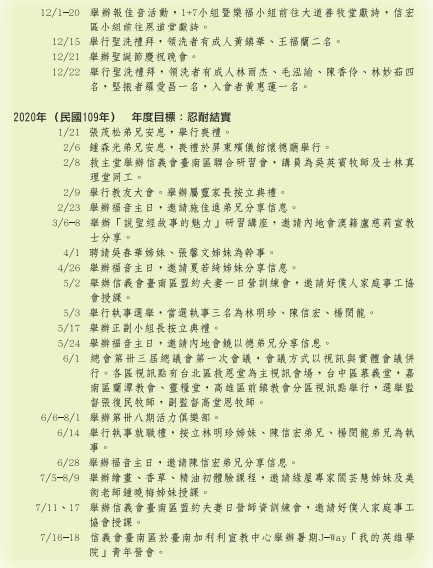 12/1-20 舉辦報佳音活動，1+7小組暨樂福小組前往大道善牧堂獻詩，信宏
區小組前往恩道堂獻詩。
12/15 舉行聖洗禮拜，領洗者有成人黃鎮華、王福蘭二名。
12/21 舉辦聖誕節慶祝晚會。
12/22 舉行聖洗禮拜，領洗者有成人林雨杰、毛泓諭、陳香伶、林妙茹四
名，堅振者羅愛昌一名，入會者黃惠蓮一名。
2020年（民國109年） 年度目標：忍耐結實
1/21 張茂松弟兄安息，舉行喪禮。
2/6 鍾森光弟兄安息，喪禮於屏東殯儀館懷德廳舉行。
2/8 救主堂舉辦信義會臺南區聯合研習會，講員為吳英賓牧師及士林真
理堂同工。
2/9 舉行教友大會。舉辦屬靈家長按立典禮。
2/23 舉辦福音主日，邀請施佳進弟兄分享信息。
3/6-8 舉辦「說聖經故事的魅力」研習講座，邀請內地會漢籍盧慈莉宣教
士分享。
4/1 聘請吳春華姊妹、張馨文姊妹為幹事。
4/26 舉辦福音主日，邀請夏若綺姊妹分享信息。
5/2 舉辦信義會臺南區盟約夫妻一日營訓練會，邀請好僕人家庭事工協
會授課。
5/3 舉行執事選舉，當選執事三名為林明珍、陳信宏、楊閔龍。
5/17 舉辦正副小組長按立典禮。
5/24 舉辦福音主日，邀請內地會饒以德弟兄分享信息。
6/1 總會第卅三屆總議會第一次會議，會議方式以視訊與實體會議併
行。各區視訊點有台北區救恩堂為主視訊會場，台中區慕義堂，嘉
南區蘭潭教會、靈糧堂，高雄區前鎮教會分區視訊點舉行，選舉監
督張復民牧師，副監督高堂恩牧師。
6/6-8/1 舉辦第卅八期活力俱樂部。
6/14 舉行執事就職禮，按立林明珍姊妹、陳信宏弟兄、楊閔龍弟兄為執
事。
6/28 舉辦福音主日，邀請陳信宏弟兄分享信息。
7/5-8/9 舉辦繪畫、香草、精油初體驗課程，邀請綠屋專家闕芸慧姊妹及美
術老師鍾曉梅姊妹授課。
7/11、17 舉辦信義會臺南區盟約夫妻日營師資訓練會，邀請好僕人家庭事工
協會授課。
7/16-18 信義會臺南區於臺南加利利宣教中心舉辦暑期J-Way「我的英雄學
院」青年營會。